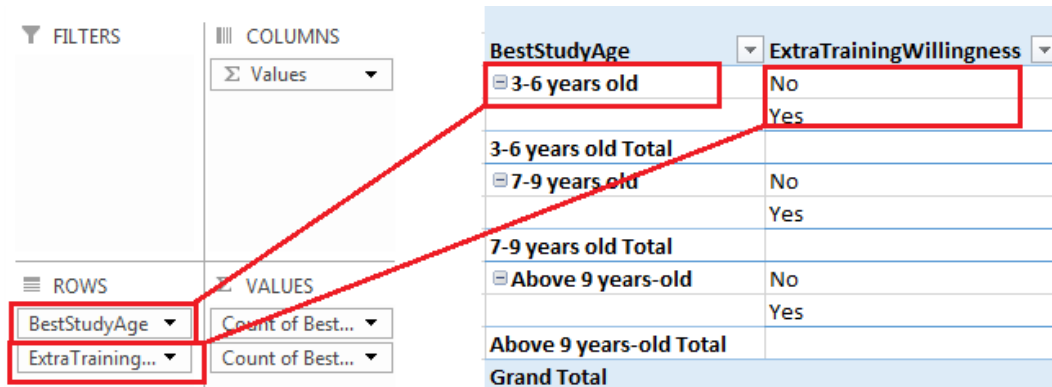 FILTERS
COLUMNS
Σ Values
ROWS
Σ VALUES
BestStudyAge
Count of Best...
ExtraTraining...
Count of Best...
BestStudyAge ExtraTrainingWillingness
3-6 years old No
Yes
3-6 years old Total
7-9 years old No
Yes
7-9 years old Total
Above 9 years-old No
Yes
Above 9 years-old Total
Grand Total